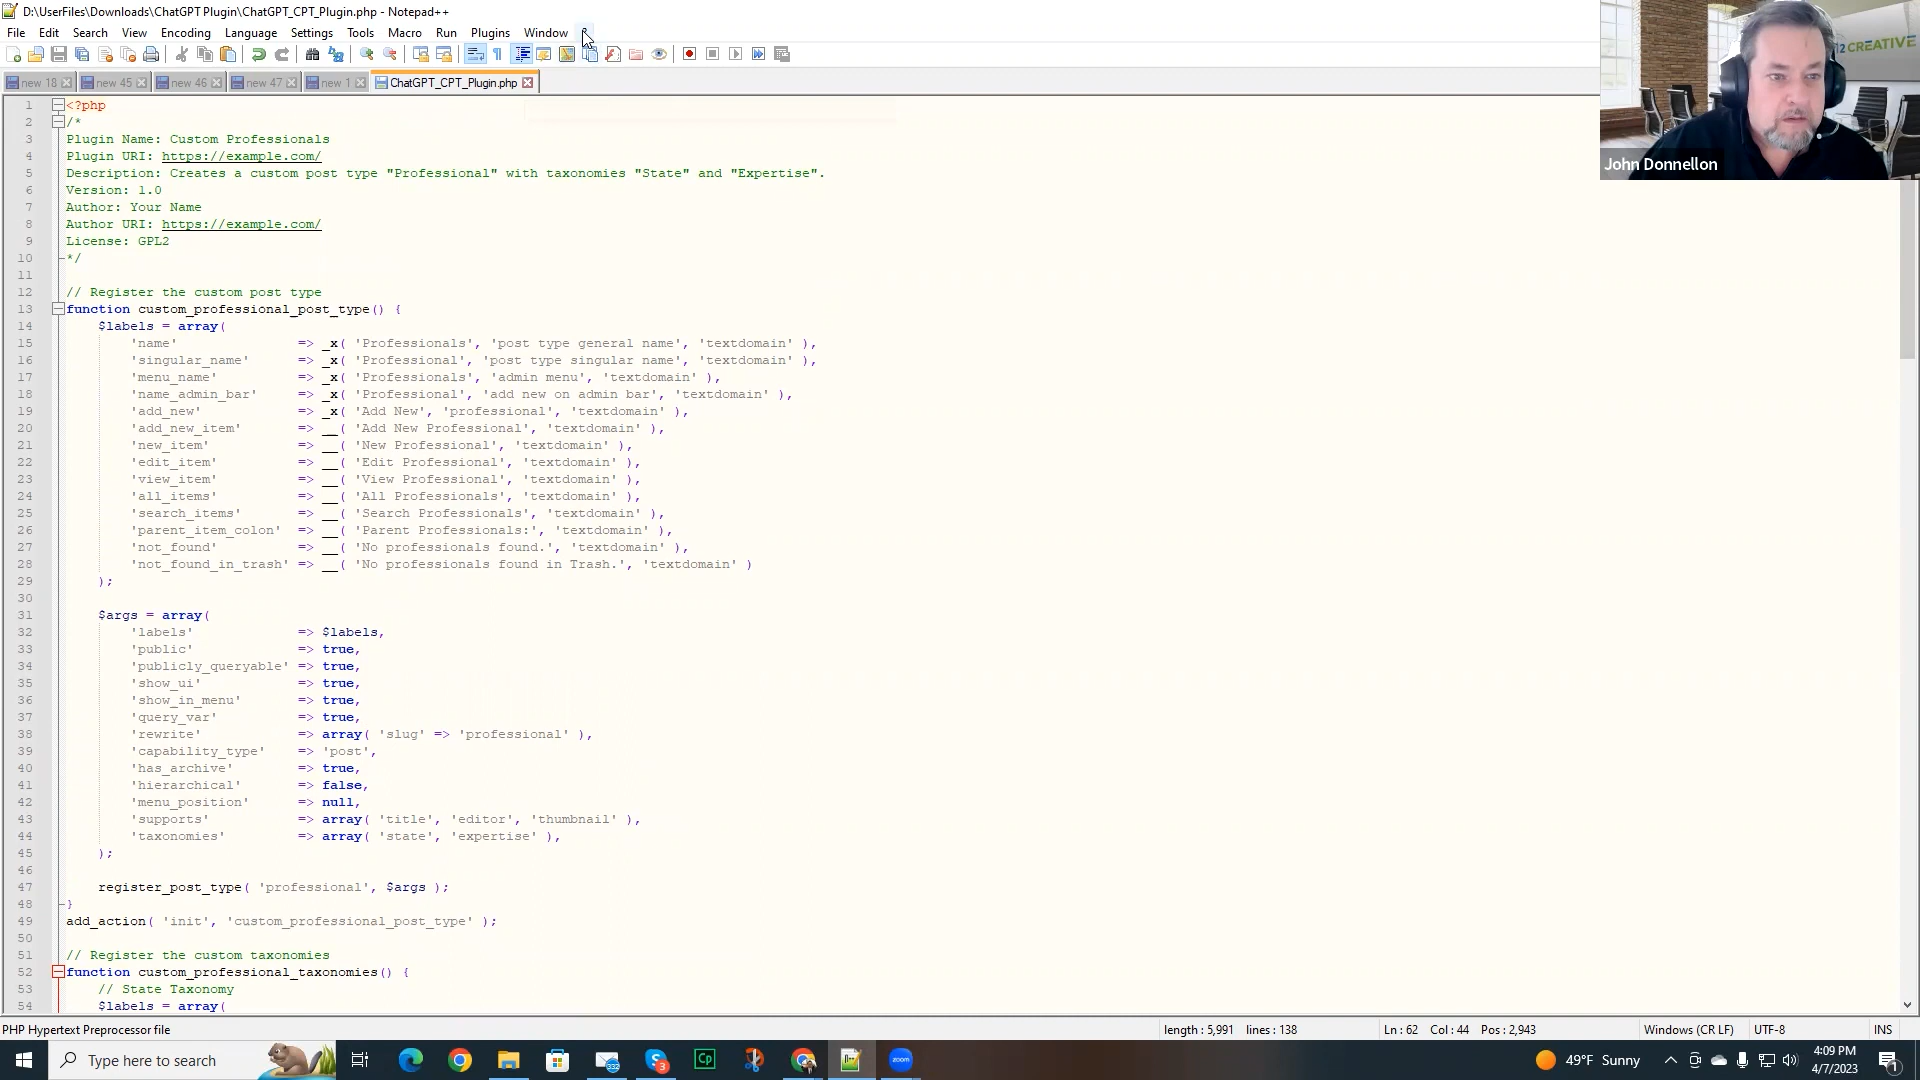 D:\UserFiles\Downloads\ChatGPT Plugin\ChatGPT_CPT_Plugin.php - Notepad++
File Edit Search View Encoding Language Settings Tools Macro Run Plugins Window ?
new 18 new 45 new 46 new 47 new 1 ChatGPT_CPT_Plugin.php
12 CREATIVE
John Donnellon
1 <?php
2 /*
3 Plugin Name: Custom Professionals
4 Plugin URI: https://example.com/
5 Description: Creates a custom post type "Professional" with taxonomies "State" and "Expertise".
6 Version: 1.0
7 Author: Your Name
8 Author URI: https://example.com/
9 License: GPL2
10 */
11
12 // Register the custom post type
13 function custom_professional_post_type() {
14 $labels = array(
15 'name' => _x( 'Professionals', 'post type general name', 'textdomain' ),
16 'singular_name' => _x( 'Professional', 'post type singular name', 'textdomain' ),
17 'menu_name' => _x( 'Professionals', 'admin menu', 'textdomain' ),
18 'name_admin_bar' => _x( 'Professional', 'add new on admin bar', 'textdomain' ),
19 'add_new' => _x( 'Add New', 'professional', 'textdomain' ),
20 'add_new_item' => __( 'Add New Professional', 'textdomain' ),
21 'new_item' => __( 'New Professional', 'textdomain' ),
22 'edit_item' => __( 'Edit Professional', 'textdomain' ),
23 'view_item' => __( 'View Professional', 'textdomain' ),
24 'all_items' => __( 'All Professionals', 'textdomain' ),
25 'search_items' => __( 'Search Professionals', 'textdomain' ),
26 'parent_item_colon' => __( 'Parent Professionals:', 'textdomain' ),
27 'not_found' => __( 'No professionals found.', 'textdomain' ),
28 'not_found_in_trash' => __( 'No professionals found in Trash.', 'textdomain' )
29 );
30
31 $args = array(
32 'labels' => $labels,
33 'public' => true,
34 'publicly_queryable' => true,
35 'show_ui' => true,
36 'show_in_menu' => true,
37 'query_var' => true,
38 'rewrite' => array( 'slug' => 'professional' ),
39 'capability_type' => 'post',
40 'has_archive' => true,
41 'hierarchical' => false,
42 'menu_position' => null,
43 'supports' => array( 'title', 'editor', 'thumbnail' ),
44 'taxonomies' => array( 'state', 'expertise' ),
45 );
46
47 register_post_type( 'professional', $args );
48 }
49 add_action( 'init', 'custom_professional_post_type' );
50
51 // Register the custom taxonomies
52 function custom_professional_taxonomies() {
53 // State Taxonomy
54 $labels = array(
PHP Hypertext Preprocessor file length : 5,991 lines : 138 Ln : 62 Col : 44 Pos : 2,943 Windows (CR LF) UTF-8 INS
Type here to search Cp zoom 49°F Sunny 4:09 PM
4/7/2023